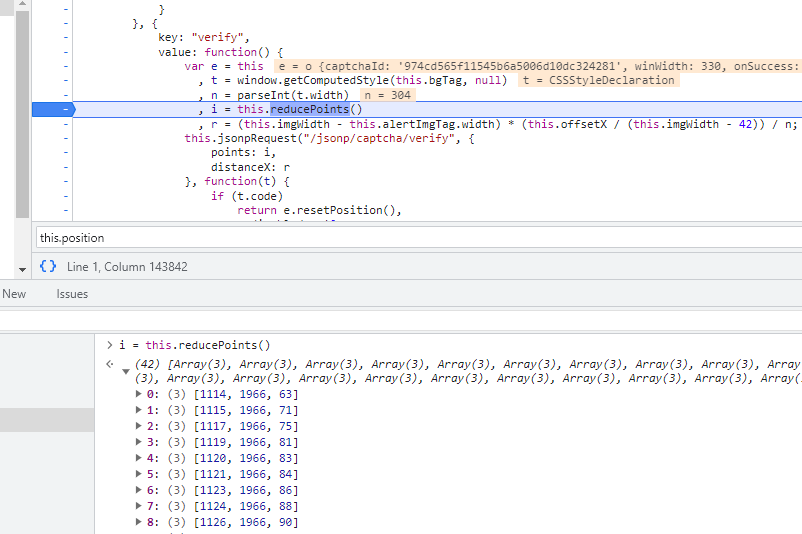 }
}, {
key: "verify",
value: function() {
var e = this e = o {captchaId: '974cd565f11545b6a5006d10dc324281', winWidth: 330, onSuccess:
, t = window.getComputedStyle(this.bgTag, null) t = CSSStyleDeclaration
, n = parseInt(t.width) n = 304
, i = this.reducePoints()
, r = (this.imgWidth - this.alertImgTag.width) * (this.offsetX / (this.imgWidth - 42)) / n;
this.jsonpRequest("/jsonp/captcha/verify", {
points: i,
distanceX: r
}, function(t) {
if (t.code)
return e.resetPosition(),
this.position
{} Line 1, Column 143842
New Issues
> i = this.reducePoints()
(42) [Array(3), Array(3), Array(3), Array(3), Array(3), Array(3), Array(3), Array(3), Array(3), Arr
(3), Array(3), Array(3), Array(3), Array(3), Array(3), Array(3), Array(3), Array(3), Array(
0: (3) [1114, 1966, 63]
1: (3) [1115, 1966, 71]
2: (3) [1117, 1966, 75]
3: (3) [1119, 1966, 81]
4: (3) [1120, 1966, 83]
5: (3) [1121, 1966, 84]
6: (3) [1123, 1966, 86]
7: (3) [1124, 1966, 88]
8: (3) [1126, 1966, 90]